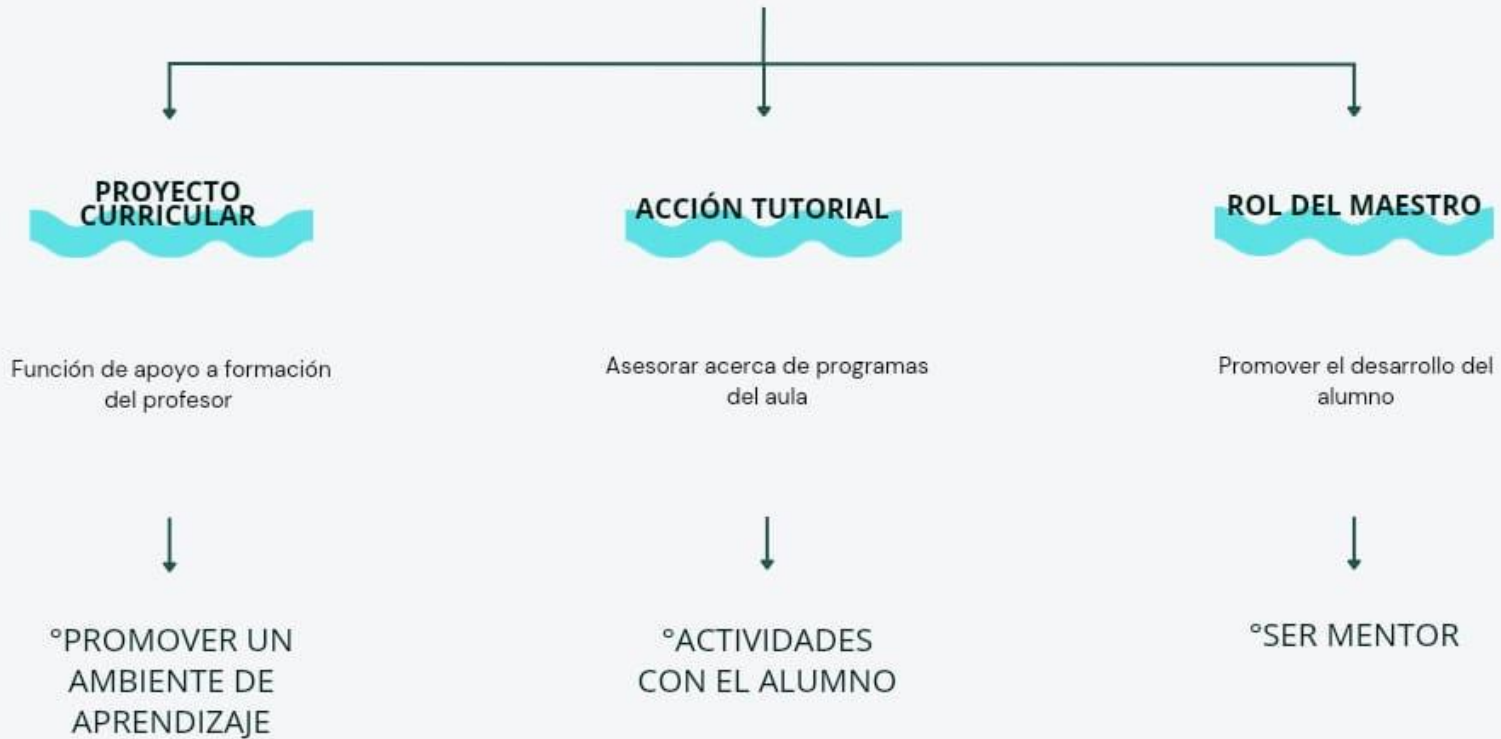 PROYECTO
CURRICULAR
ACCIÓN TUTORIAL
ROL DEL MAESTRO
Función de apoyo a formación
del profesor
Asesorar acerca de programas
del aula
Promover el desarrollo del
alumno
°PROMOVER UN
AMBIENTE DE
APRENDIZAJE
°ACTIVIDADES
CON EL ALUMNO
°SER MENTOR